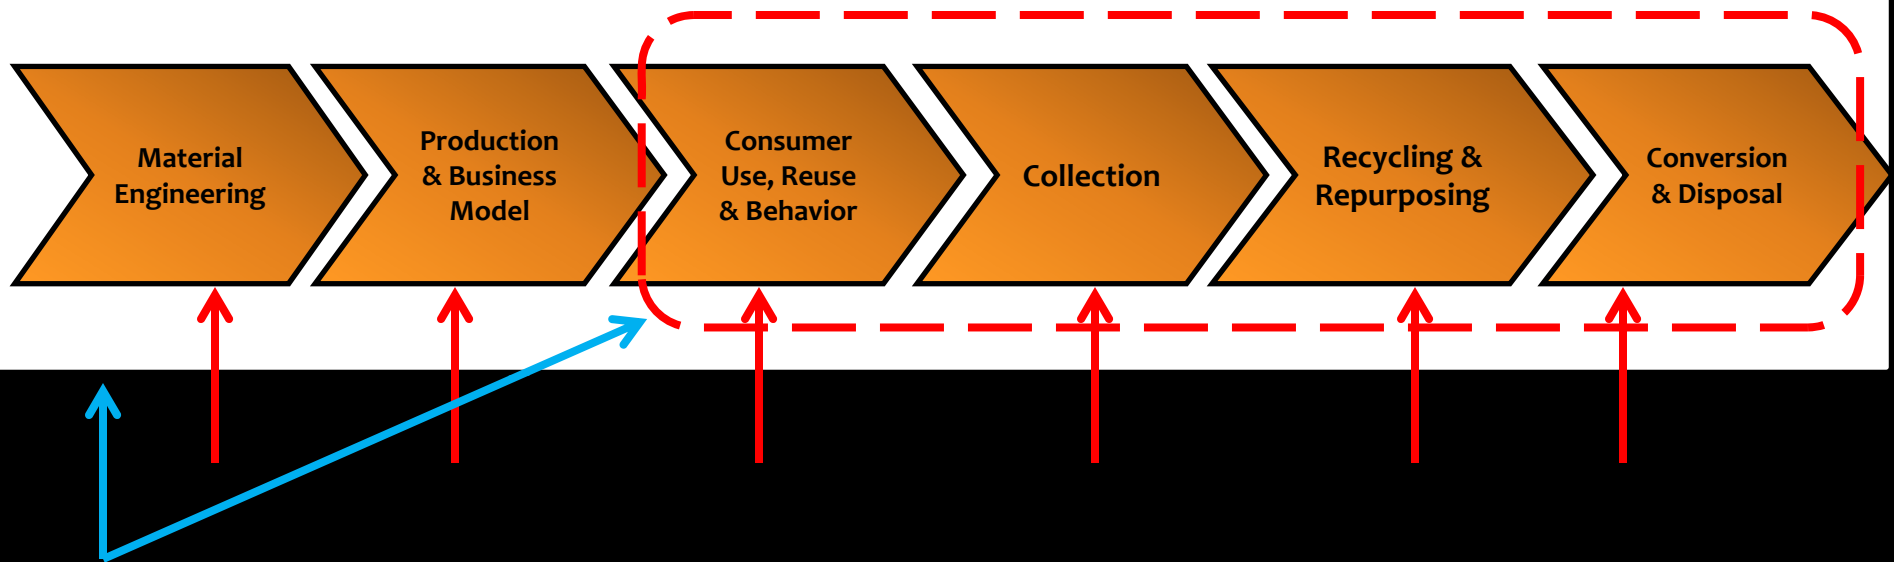 Material
Engineering
Production
& Business
Model
Consumer
Use, Reuse
& Behavior
Collection
Recycling &
Repurposing
Conversion
& Disposal